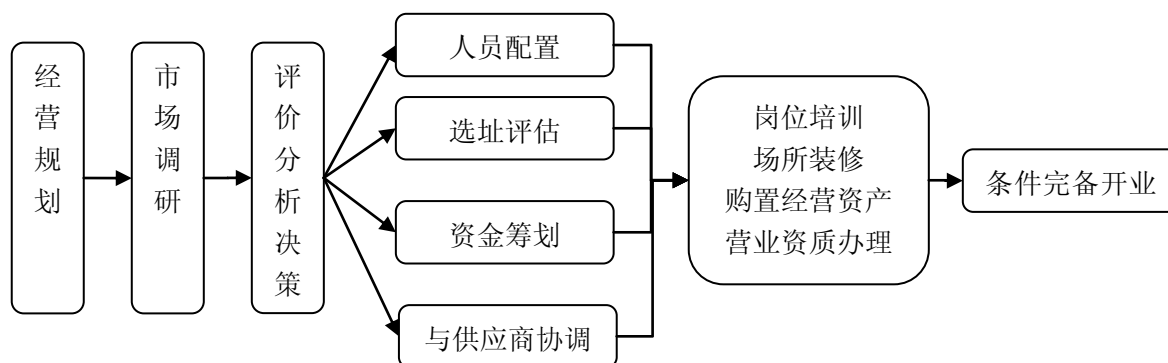 经营规划
市场调研
评价分析决策
人员配置
选址评估
资金筹划
与供应商协调
岗位培训
场所装修
购置经营资产
营业资质办理
条件完备开业